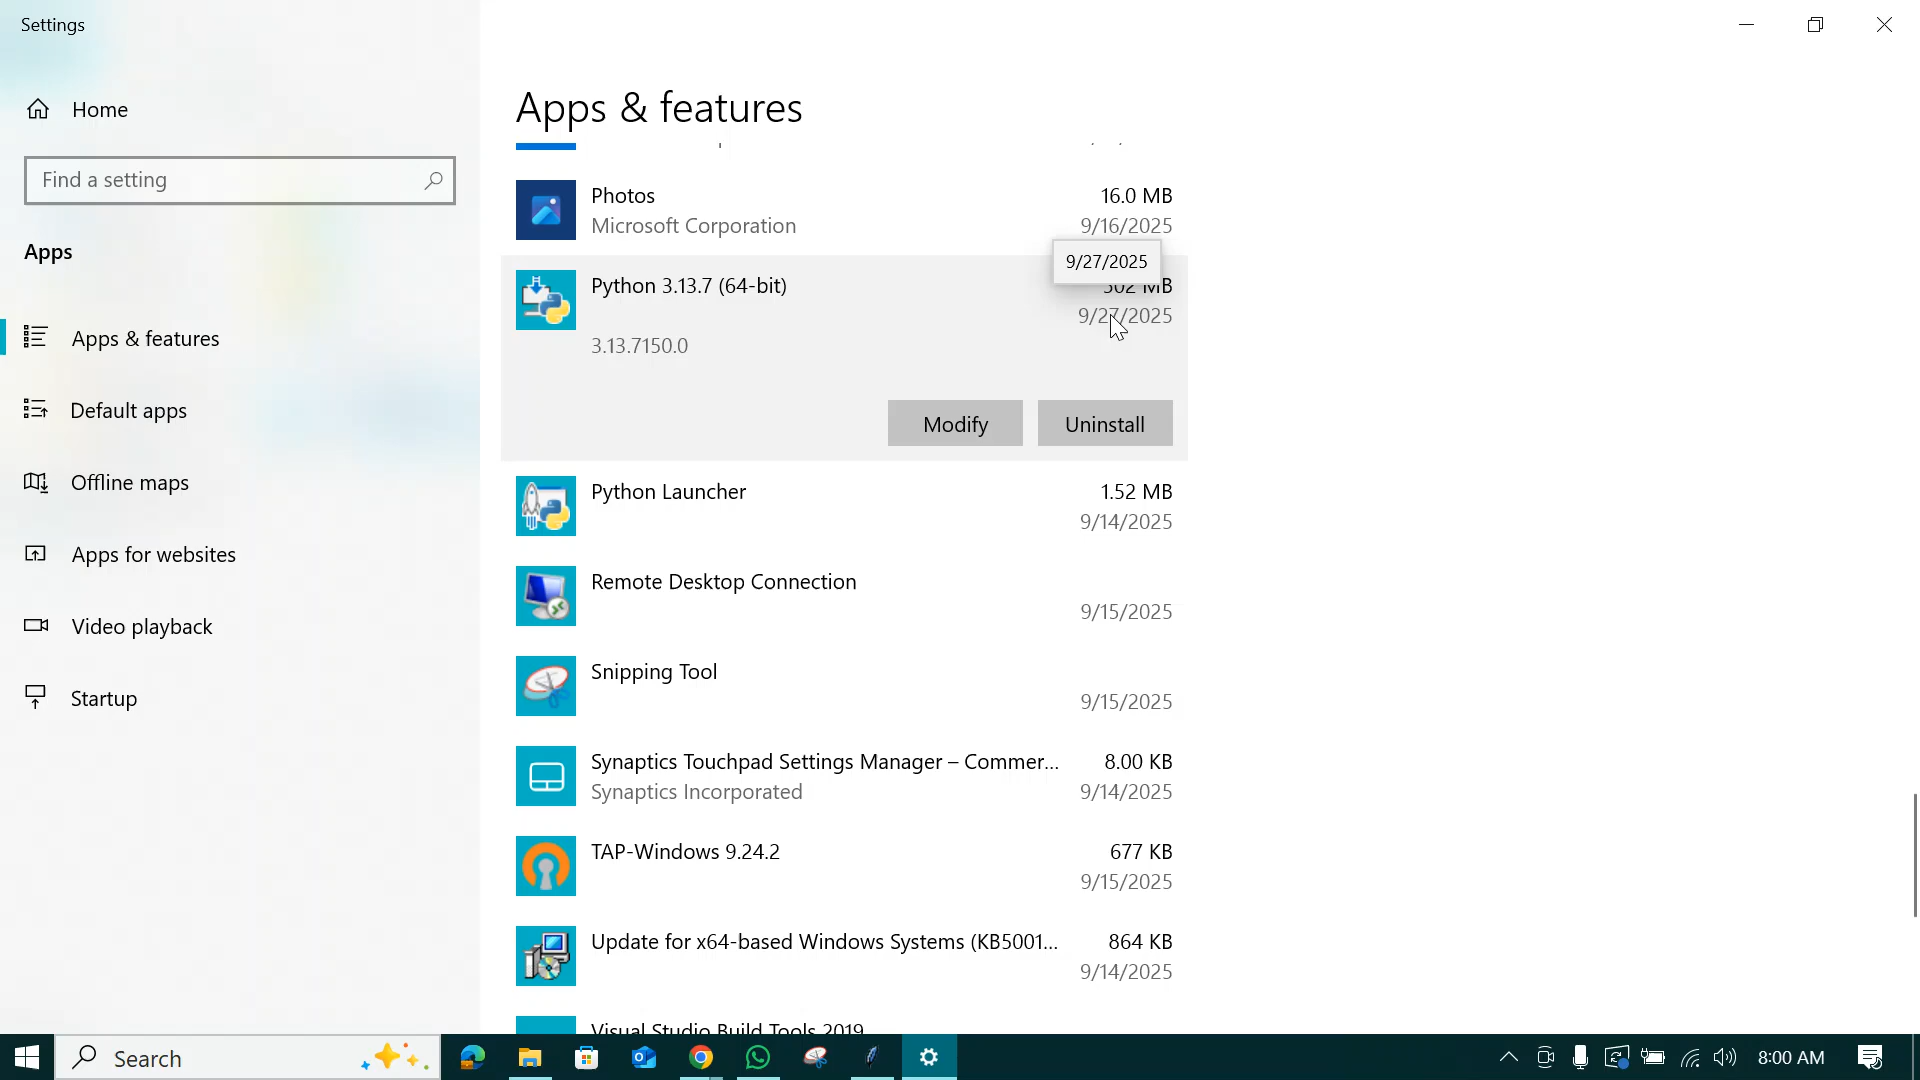 Settings
Home
Find a setting
Apps
Apps & features
Default apps
Offline maps
Apps for websites
Video playback
Startup
Apps & features
Photos 16.0 MB
Microsoft Corporation 9/16/2025
9/27/2025
Python 3.13.7 (64-bit) 302 MB
9/27/2025
3.13.7150.0
Modify Uninstall
Python Launcher 1.52 MB
9/14/2025
Remote Desktop Connection
9/15/2025
Snipping Tool
9/15/2025
Synaptics Touchpad Settings Manager – Commer... 8.00 KB
Synaptics Incorporated 9/14/2025
TAP-Windows 9.24.2 677 KB
9/15/2025
Update for x64-based Windows Systems (KB5001... 864 KB
9/14/2025
Visual Studio Build Tools 2019
Search 8:00 AM